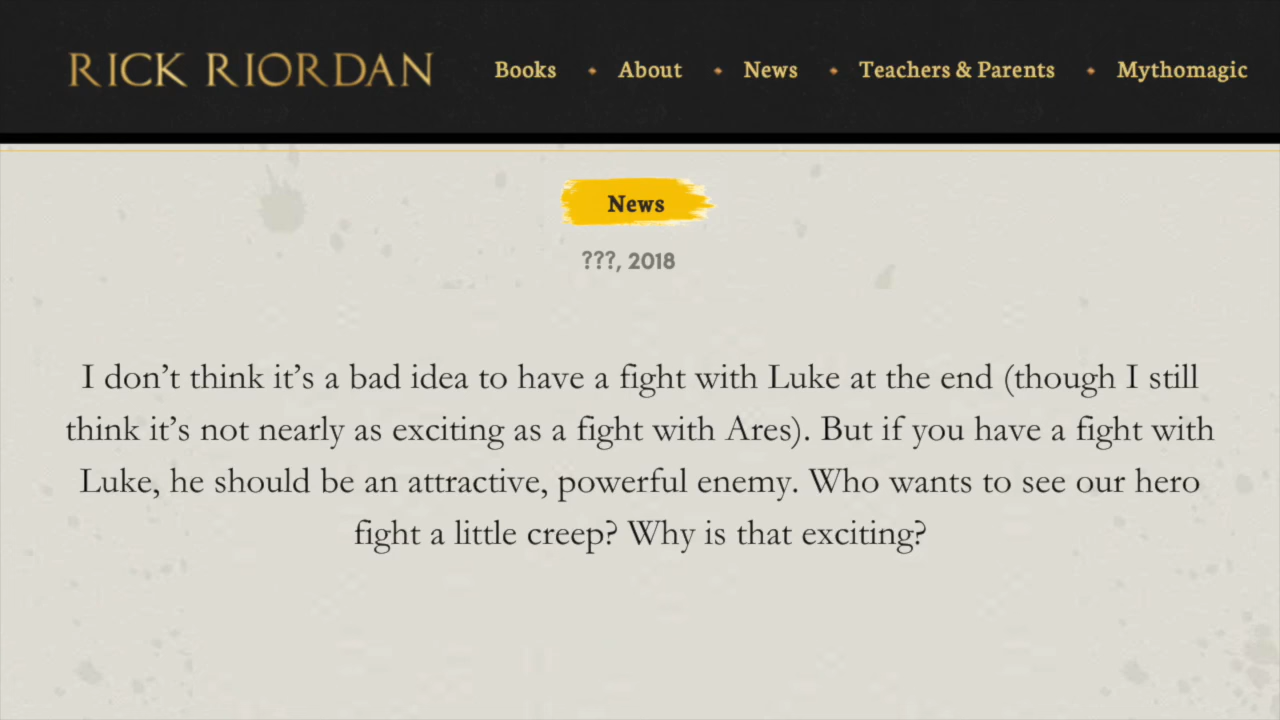 RICK RIORDAN Books About News Teachers & Parents Mythomagic
News
???, 2018
I don’t think it’s a bad idea to have a fight with Luke at the end (though I still
think it’s not nearly as exciting as a fight with Ares). But if you have a fight with
Luke, he should be an attractive, powerful enemy. Who wants to see our hero
fight a little creep? Why is that exciting?